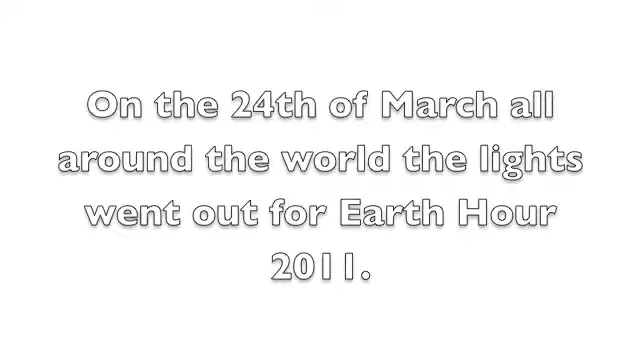 On the 24th of March all
around the world the lights
went out for Earth Hour
2011.